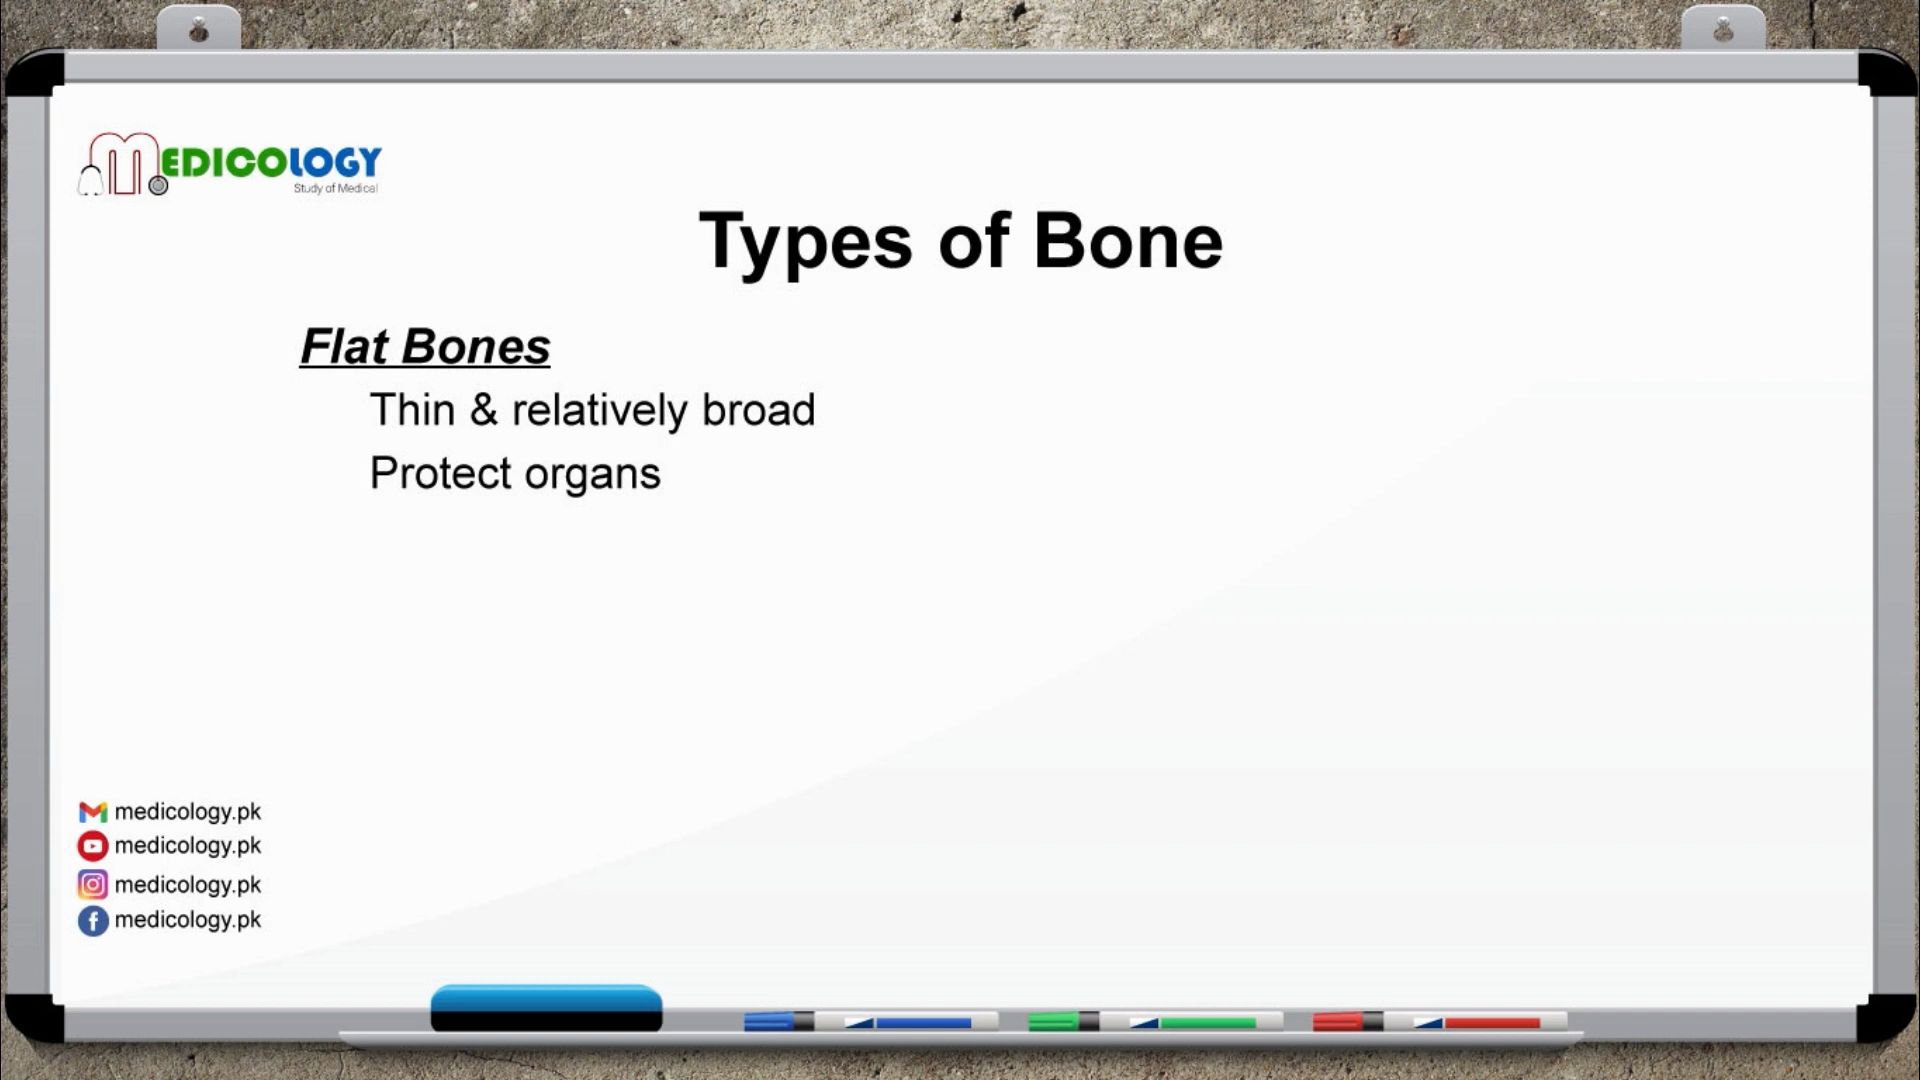 MEDICOLOGY
Study of Medical
Types of Bone
Flat Bones
Thin & relatively broad
Protect organs
medicology.pk
medicology.pk
medicology.pk
medicology.pk